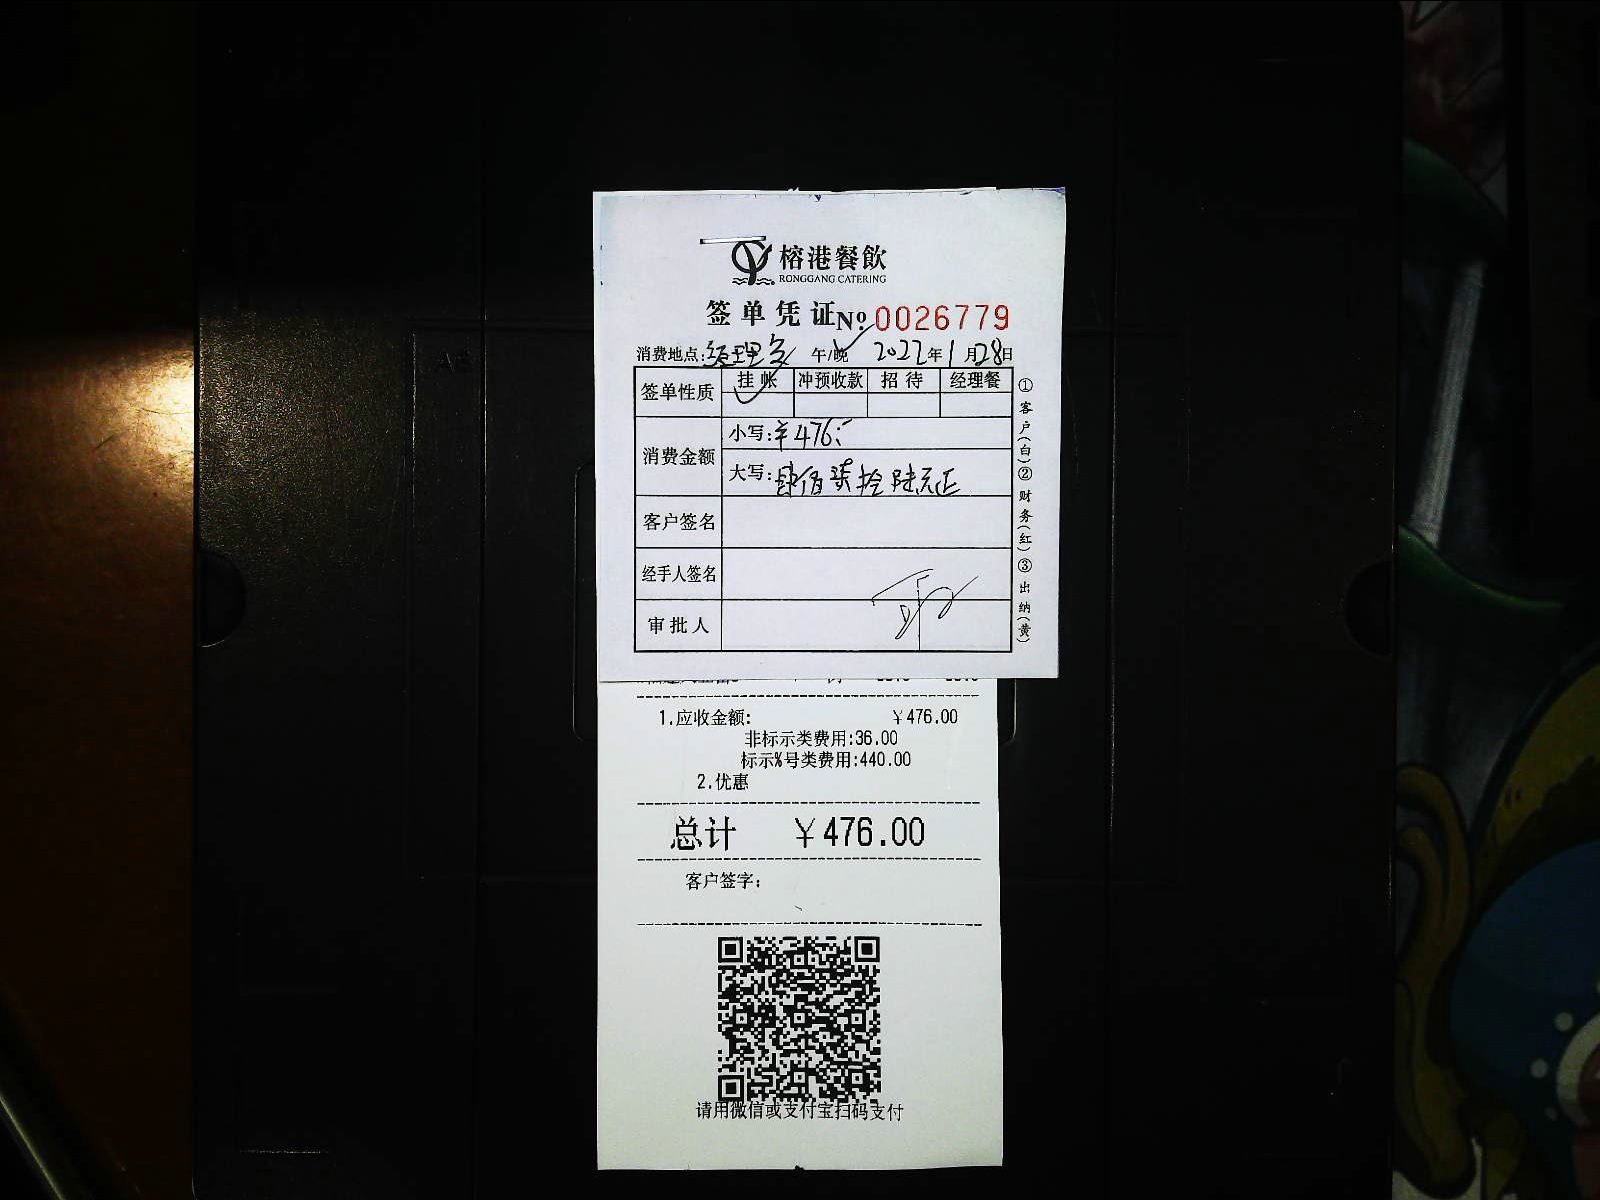 榕港餐飲
RONGGANG CATERING
签单凭证 No 0026779
消费地点: 经理 午/晚 2022年1月28日
签单性质 挂帐 冲预收款 招待 经理餐
消费金额 小写:¥476:-
大写:肆佰柒拾陆元正
客户签名
经手人签名
审批人
①客户(白)②财务(红)③出纳(黄)
1.应收金额: ¥476.00
非标示类费用:36.00
标示%号类费用:440.00
2.优惠
总计 ¥476.00
客户签字:
请用微信或支付宝扫码支付